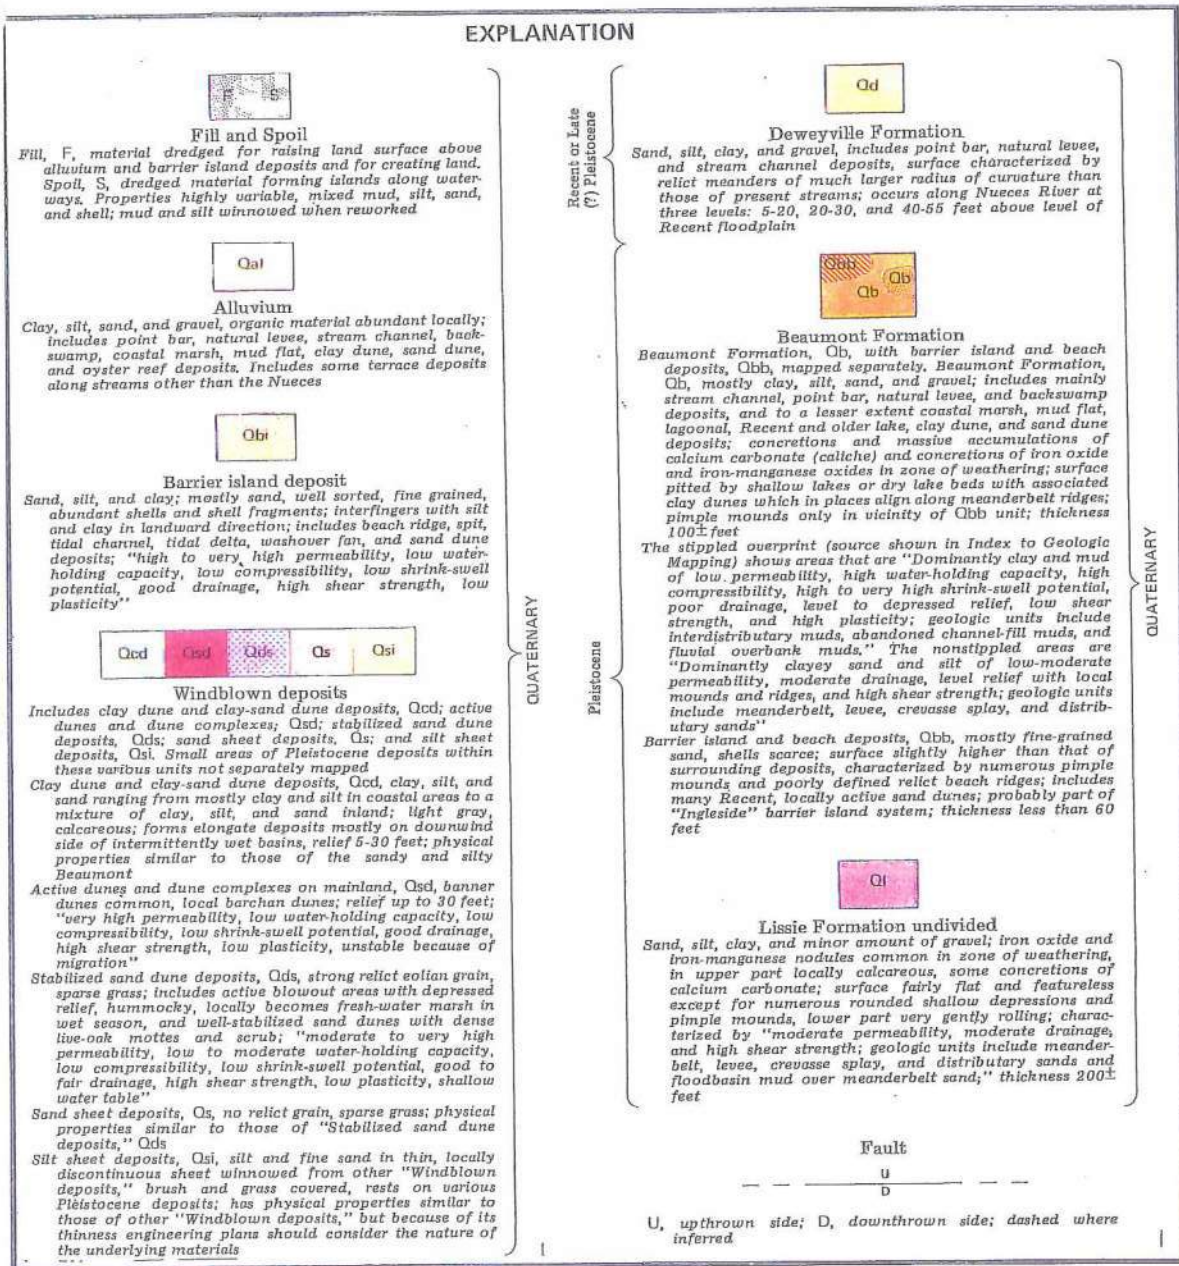 EXPLANATION
F S
Fill and Spoil
Fill, F, material dredged for raising land surface above
alluvium and barrier island deposits and for creating land.
Spoil, S, dredged material forming islands along water-
ways. Properties highly variable, mixed mud, silt, sand,
and shell; mud and silt winnowed when reworked
Qal
Alluvium
Clay, silt, sand, and gravel, organic material abundant locally;
includes point bar, natural levee, stream channel, back-
swamp, coastal marsh, mud flat, clay dune, sand dune,
and oyster reef deposits. Includes some terrace deposits
along streams other than the Nueces
Qbi
Barrier island deposit
Sand, silt, and clay; mostly sand, well sorted, fine grained,
abundant shells and shell fragments; interfingers with silt
and clay in landward direction; includes beach ridge, spit,
tidal channel, tidal delta, washover fan, and sand dune
deposits; "high to very high permeability, low water-
holding capacity, low compressibility, low shrink-swell
potential, good drainage, high shear strength, low
plasticity"
Qcd Qsd Qds Qs Qsi
Windblown deposits
Includes clay dune and clay-sand dune deposits, Qcd; active
dunes and dune complexes; Qsd; stabilized sand dune
deposits, Qds; sand sheet deposits, Qs; and silt sheet
deposits, Qsi. Small areas of Pleistocene deposits within
these varibus units not separately mapped
Clay dune and clay-sand dune deposits, Qcd, clay, silt, and
sand ranging from mostly clay and silt in coastal areas to a
mixture of clay, silt, and sand inland; light gray,
calcareous; forms elongate deposits mostly on downwind
side of intermittently wet basins, relief 5-30 feet; physical
properties similar to those of the sandy and silty
Beaumont
Active dunes and dune complexes on mainland, Qsd, banner
dunes common, local barchan dunes; relief up to 30 feet;
"very high permeability, low water-holding capacity, low
compressibility, low shrink-swell potential, good drainage,
high shear strength, low plasticity, unstable because of
migration"
Stabilized sand dune deposits, Qds, strong relict eolian grain,
sparse grass; includes active blowout areas with depressed
relief, hummocky, locally becomes fresh-water marsh in
wet season, and well-stabilized sand dunes with dense
live-oak mottes and scrub; "moderate to very high
permeability, low to moderate water-holding capacity,
low compressibility, low shrink-swell potential, good to
fair drainage, high shear strength, low plasticity, shallow
water table"
Sand sheet deposits, Qs, no relict grain, sparse grass; physical
properties similar to those of "Stabilized sand dune
deposits," Qds
Silt sheet deposits, Qsi, silt and fine sand in thin, locally
discontinuous sheet winnowed from other "Windblown
deposits," brush and grass covered, rests on various
Pleistocene deposits; has physical properties similar to
those of other "Windblown deposits," but because of its
thinness engineering plans should consider the nature of
the underlying materials
QUATERNARY
Recent or Late
(?) Pleistocene
Qd
Deweyville Formation
Sand, silt, clay, and gravel, includes point bar, natural levee,
and stream channel deposits, surface characterized by
relict meanders of much larger radius of curvature than
those of present streams; occurs along Nueces River at
three levels: 5-20, 20-30, and 40-55 feet above level of
Recent floodplain
Pleistocene
Qbb Qb
Qb
Beaumont Formation
Beaumont Formation, Qb, with barrier island and beach
deposits, Qbb, mapped separately. Beaumont Formation,
Qb, mostly clay, silt, sand, and gravel; includes mainly
stream channel, point bar, natural levee, and backswamp
deposits, and to a lesser extent coastal marsh, mud flat,
lagoonal, Recent and older lake, clay dune, and sand dune
deposits; concretions and massive accumulations of
calcium carbonate (caliche) and concretions of iron oxide
and iron-manganese oxides in zone of weathering; surface
pitted by shallow lakes or dry lake beds with associated
clay dunes which in places align along meanderbelt ridges;
pimple mounds only in vicinity of Qbb unit; thickness
100± feet
The stippled overprint (source shown in Index to Geologic
Mapping) shows areas that are "Dominantly clay and mud
of low permeability, high water-holding capacity, high
compressibility, high to very high shrink-swell potential,
poor drainage, level to depressed relief, low shear
strength, and high plasticity; geologic units include
interdistributary muds, abandoned channel-fill muds, and
fluvial overbank muds." The nonstippled areas are
"Dominantly clayey sand and silt of low-moderate
permeability, moderate drainage, level relief with local
mounds and ridges, and high shear strength; geologic units
include meanderbelt, levee, crevasse splay, and distrib-
utary sands"
Barrier island and beach deposits, Qbb, mostly fine-grained
sand, shells scarce; surface slightly higher than that of
surrounding deposits, characterized by numerous pimple
mounds and poorly defined relict beach ridges; includes
many Recent, locally active sand dunes; probably part of
"Ingleside" barrier island system; thickness less than 60
feet
Ql
Lissie Formation undivided
Sand, silt, clay, and minor amount of gravel; iron oxide and
iron-manganese nodules common in zone of weathering,
in upper part locally calcareous, some concretions of
calcium carbonate; surface fairly flat and featureless
except for numerous rounded shallow depressions and
pimple mounds, lower part very gently rolling; charac-
terized by "moderate permeability, moderate drainage,
and high shear strength; geologic units include meander-
belt, levee, crevasse splay, and distributary sands and
floodbasin mud over meanderbelt sand;" thickness 200±
feet
QUATERNARY
Fault
U
D
U, upthrown side; D, downthrown side; dashed where
inferred